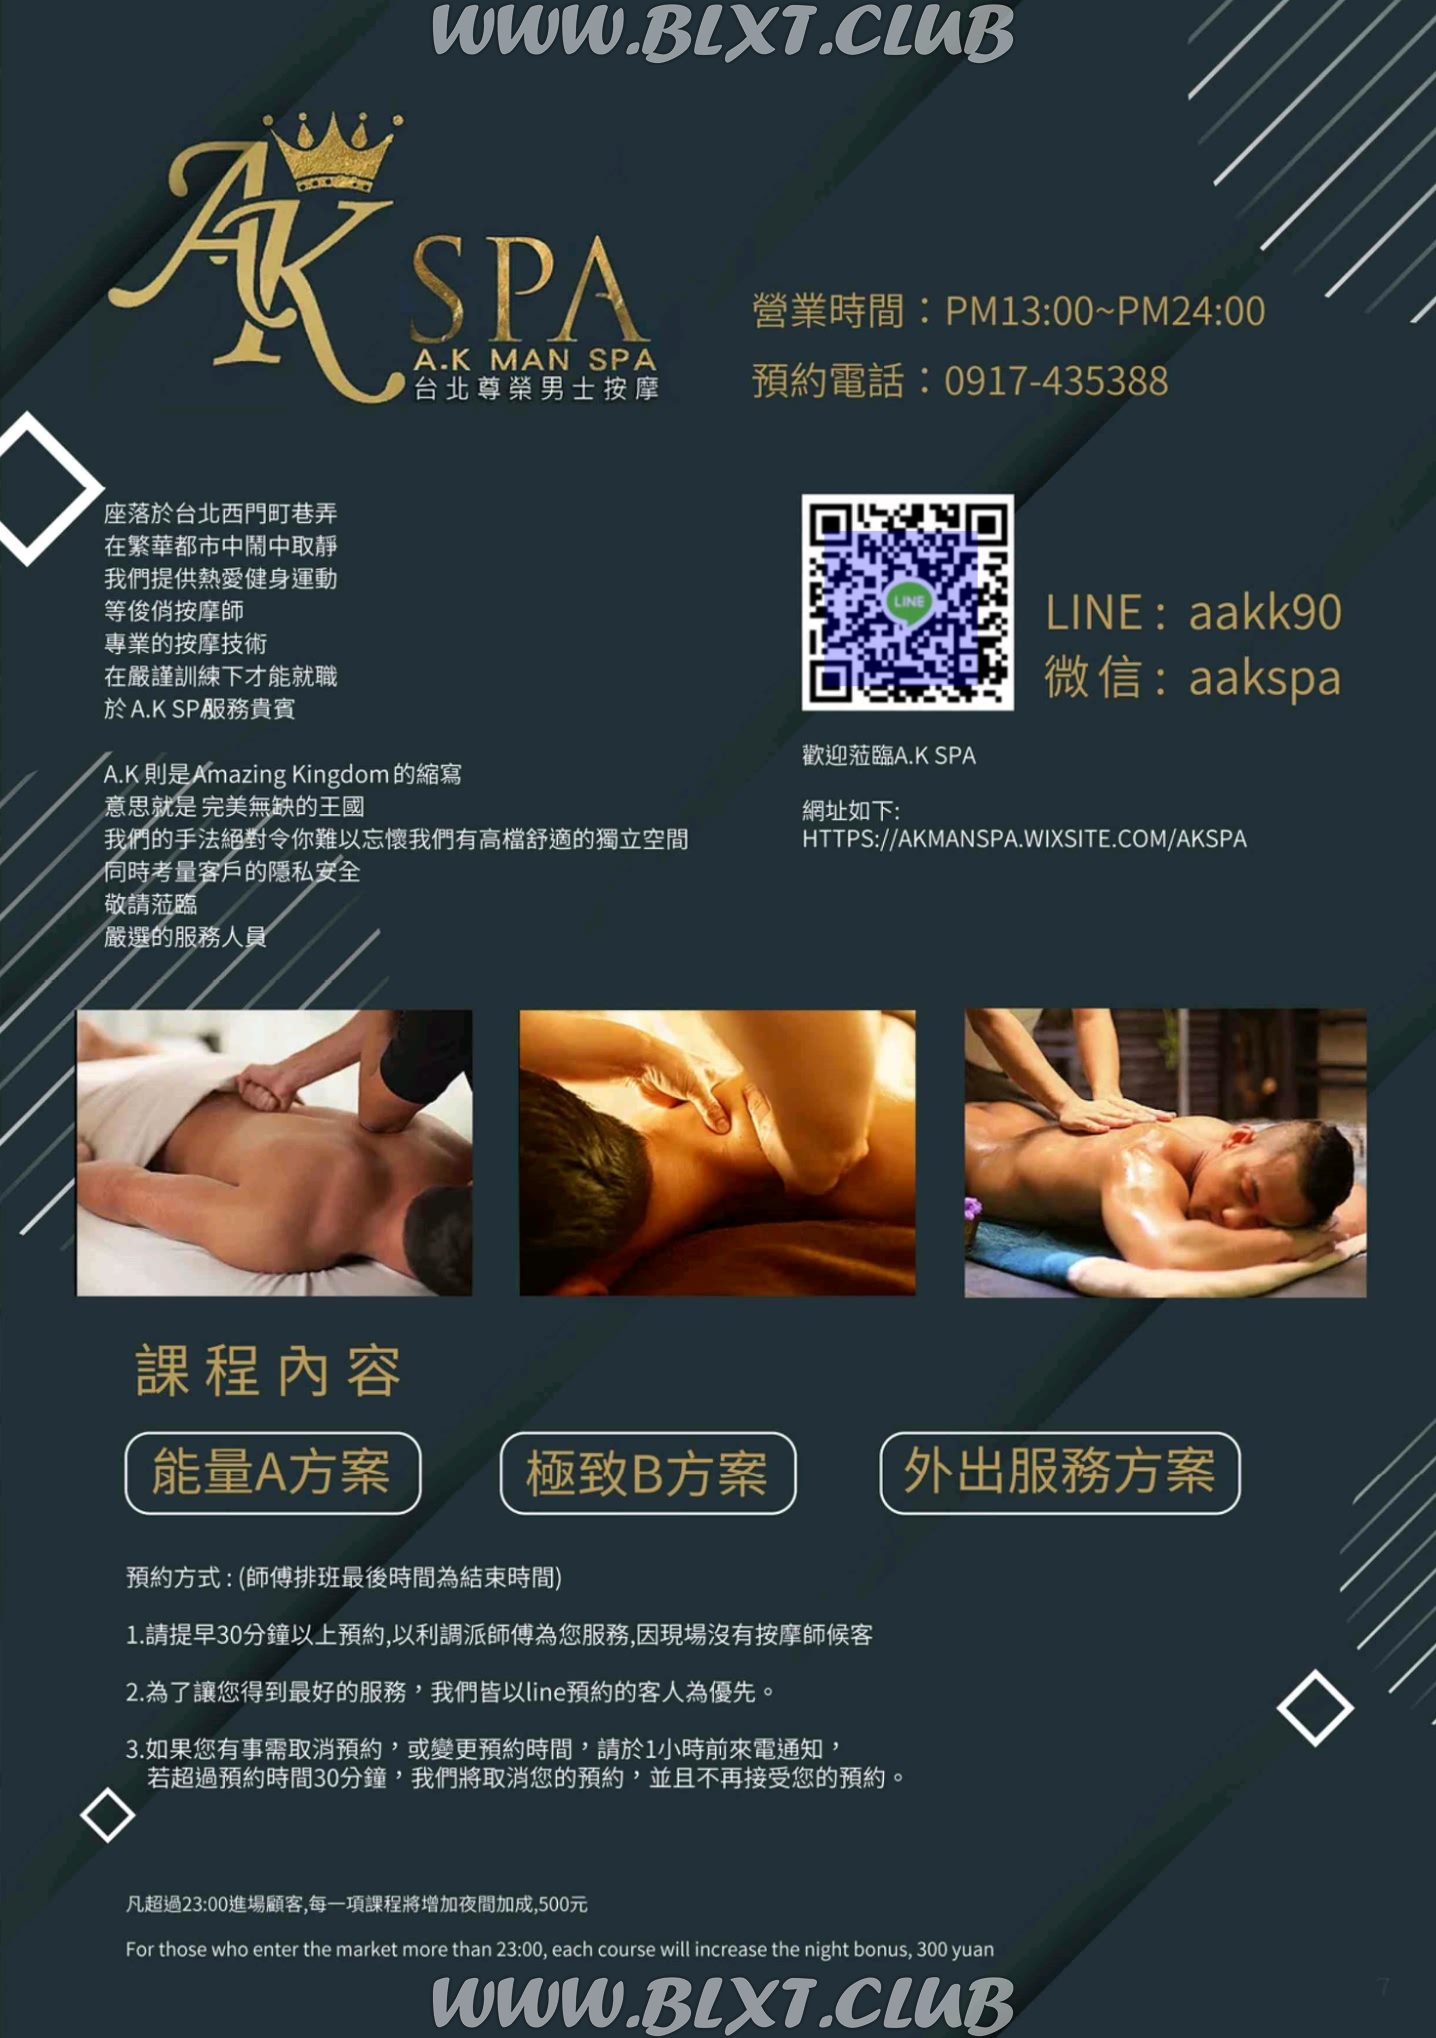 WWW.BLXT.CLUB
AK SPA
A.K MAN SPA
台北尊榮男士按摩
營業時間：PM13:00~PM24:00
預約電話：0917-435388
座落於台北西門町巷弄
在繁華都市中鬧中取靜
我們提供熱愛健身運動
等俊俏按摩師
專業的按摩技術
在嚴謹訓練下才能就職
於 A.K SPA服務貴賓
A.K 則是Amazing Kingdom 的縮寫
意思就是 完美無缺的王國
我們的手法絕對令你難以忘懷我們有高檔舒適的獨立空間
同時考量客戶的隱私安全
敬請蒞臨
嚴選的服務人員
LINE
LINE : aakk90
微信 : aakspa
歡迎蒞臨A.K SPA
網址如下:
HTTPS://AKMANSPA.WIXSITE.COM/AKSPA
課程內容
能量A方案
極致B方案
外出服務方案
預約方式 : (師傅排班最後時間為結束時間)
1.請提早30分鐘以上預約,以利調派師傅為您服務,因現場沒有按摩師候客
2.為了讓您得到最好的服務，我們皆以line預約的客人為優先。
3.如果您有事需取消預約，或變更預約時間，請於1小時前來電通知，
若超過預約時間30分鐘，我們將取消您的預約，並且不再接受您的預約。
凡超過23:00進場顧客,每一項課程將增加夜間加成,500元
For those who enter the market more than 23:00, each course will increase the night bonus, 300 yuan
WWW.BLXT.CLUB
7